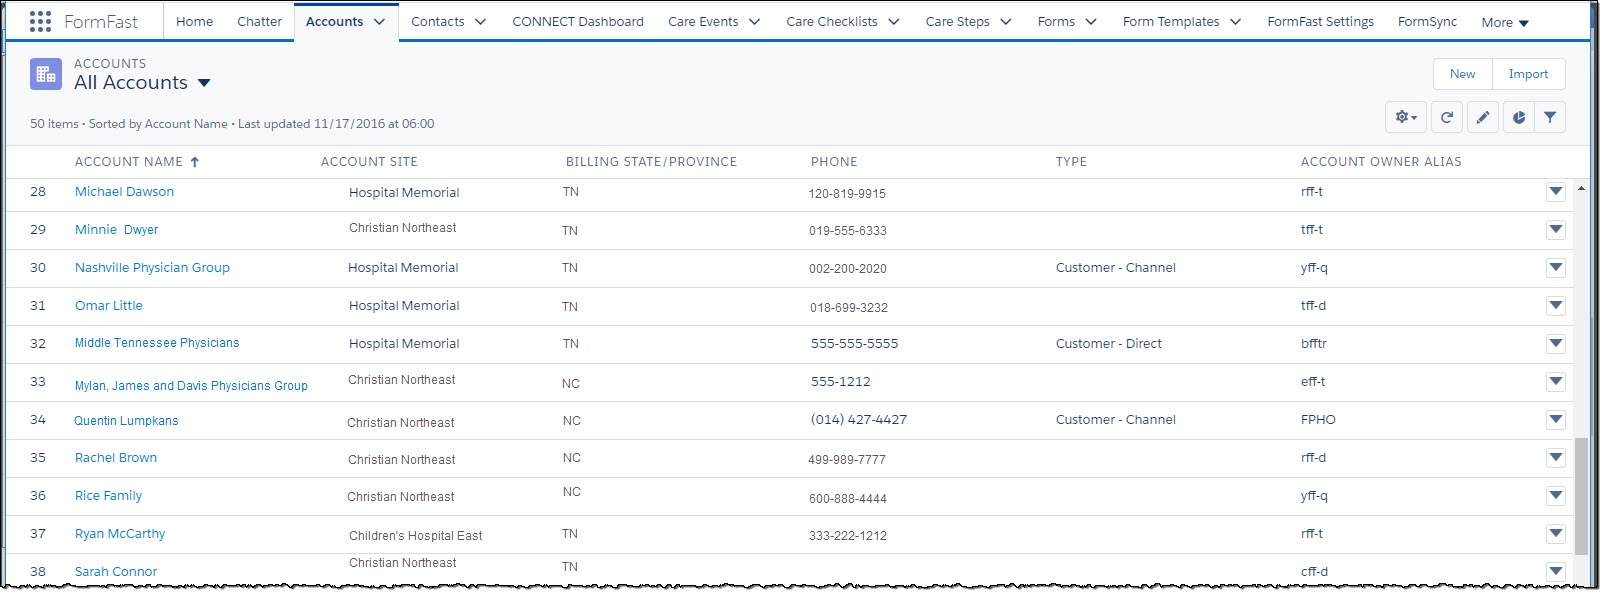 FormFast Home Chatter Accounts Contacts CONNECT Dashboard Care Events Care Checklists Care Steps Forms Form Templates FormFast Settings FormSync More
ACCOUNTS
All Accounts
New Import
50 items • Sorted by Account Name • Last updated 11/17/2016 at 06:00
ACCOUNT NAME ACCOUNT SITE BILLING STATE/PROVINCE PHONE TYPE ACCOUNT OWNER ALIAS
28 Michael Dawson Hospital Memorial TN 120-819-9915 rff-t
29 Minnie Dwyer Christian Northeast TN 019-555-6333 tff-t
30 Nashville Physician Group Hospital Memorial TN 002-200-2020 Customer - Channel yff-q
31 Omar Little Hospital Memorial TN 018-699-3232 tff-d
32 Middle Tennessee Physicians Hospital Memorial TN 555-555-5555 Customer - Direct bfftr
33 Mylan, James and Davis Physicians Group Christian Northeast NC 555-1212 eff-t
34 Quentin Lumpkans Christian Northeast NC (014) 427-4427 Customer - Channel FPHO
35 Rachel Brown Christian Northeast NC 499-989-7777 rff-d
36 Rice Family Christian Northeast NC 600-888-4444 yff-q
37 Ryan McCarthy Children's Hospital East TN 333-222-1212 rff-t
38 Sarah Connor Christian Northeast TN cff-d